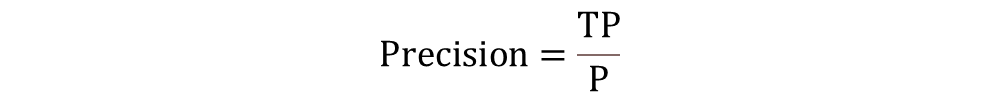 Precision = TP/P